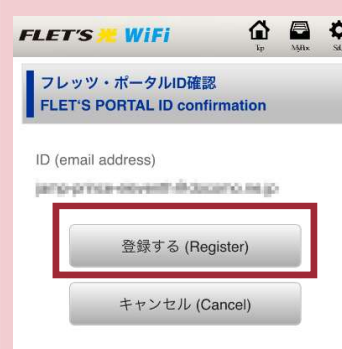 FLET'S 光 WiFi
Top MyBox
フレッツ・ポータルID確認
FLET'S PORTAL ID confirmation
ID (email address)
登録する (Register)
キャンセル (Cancel)